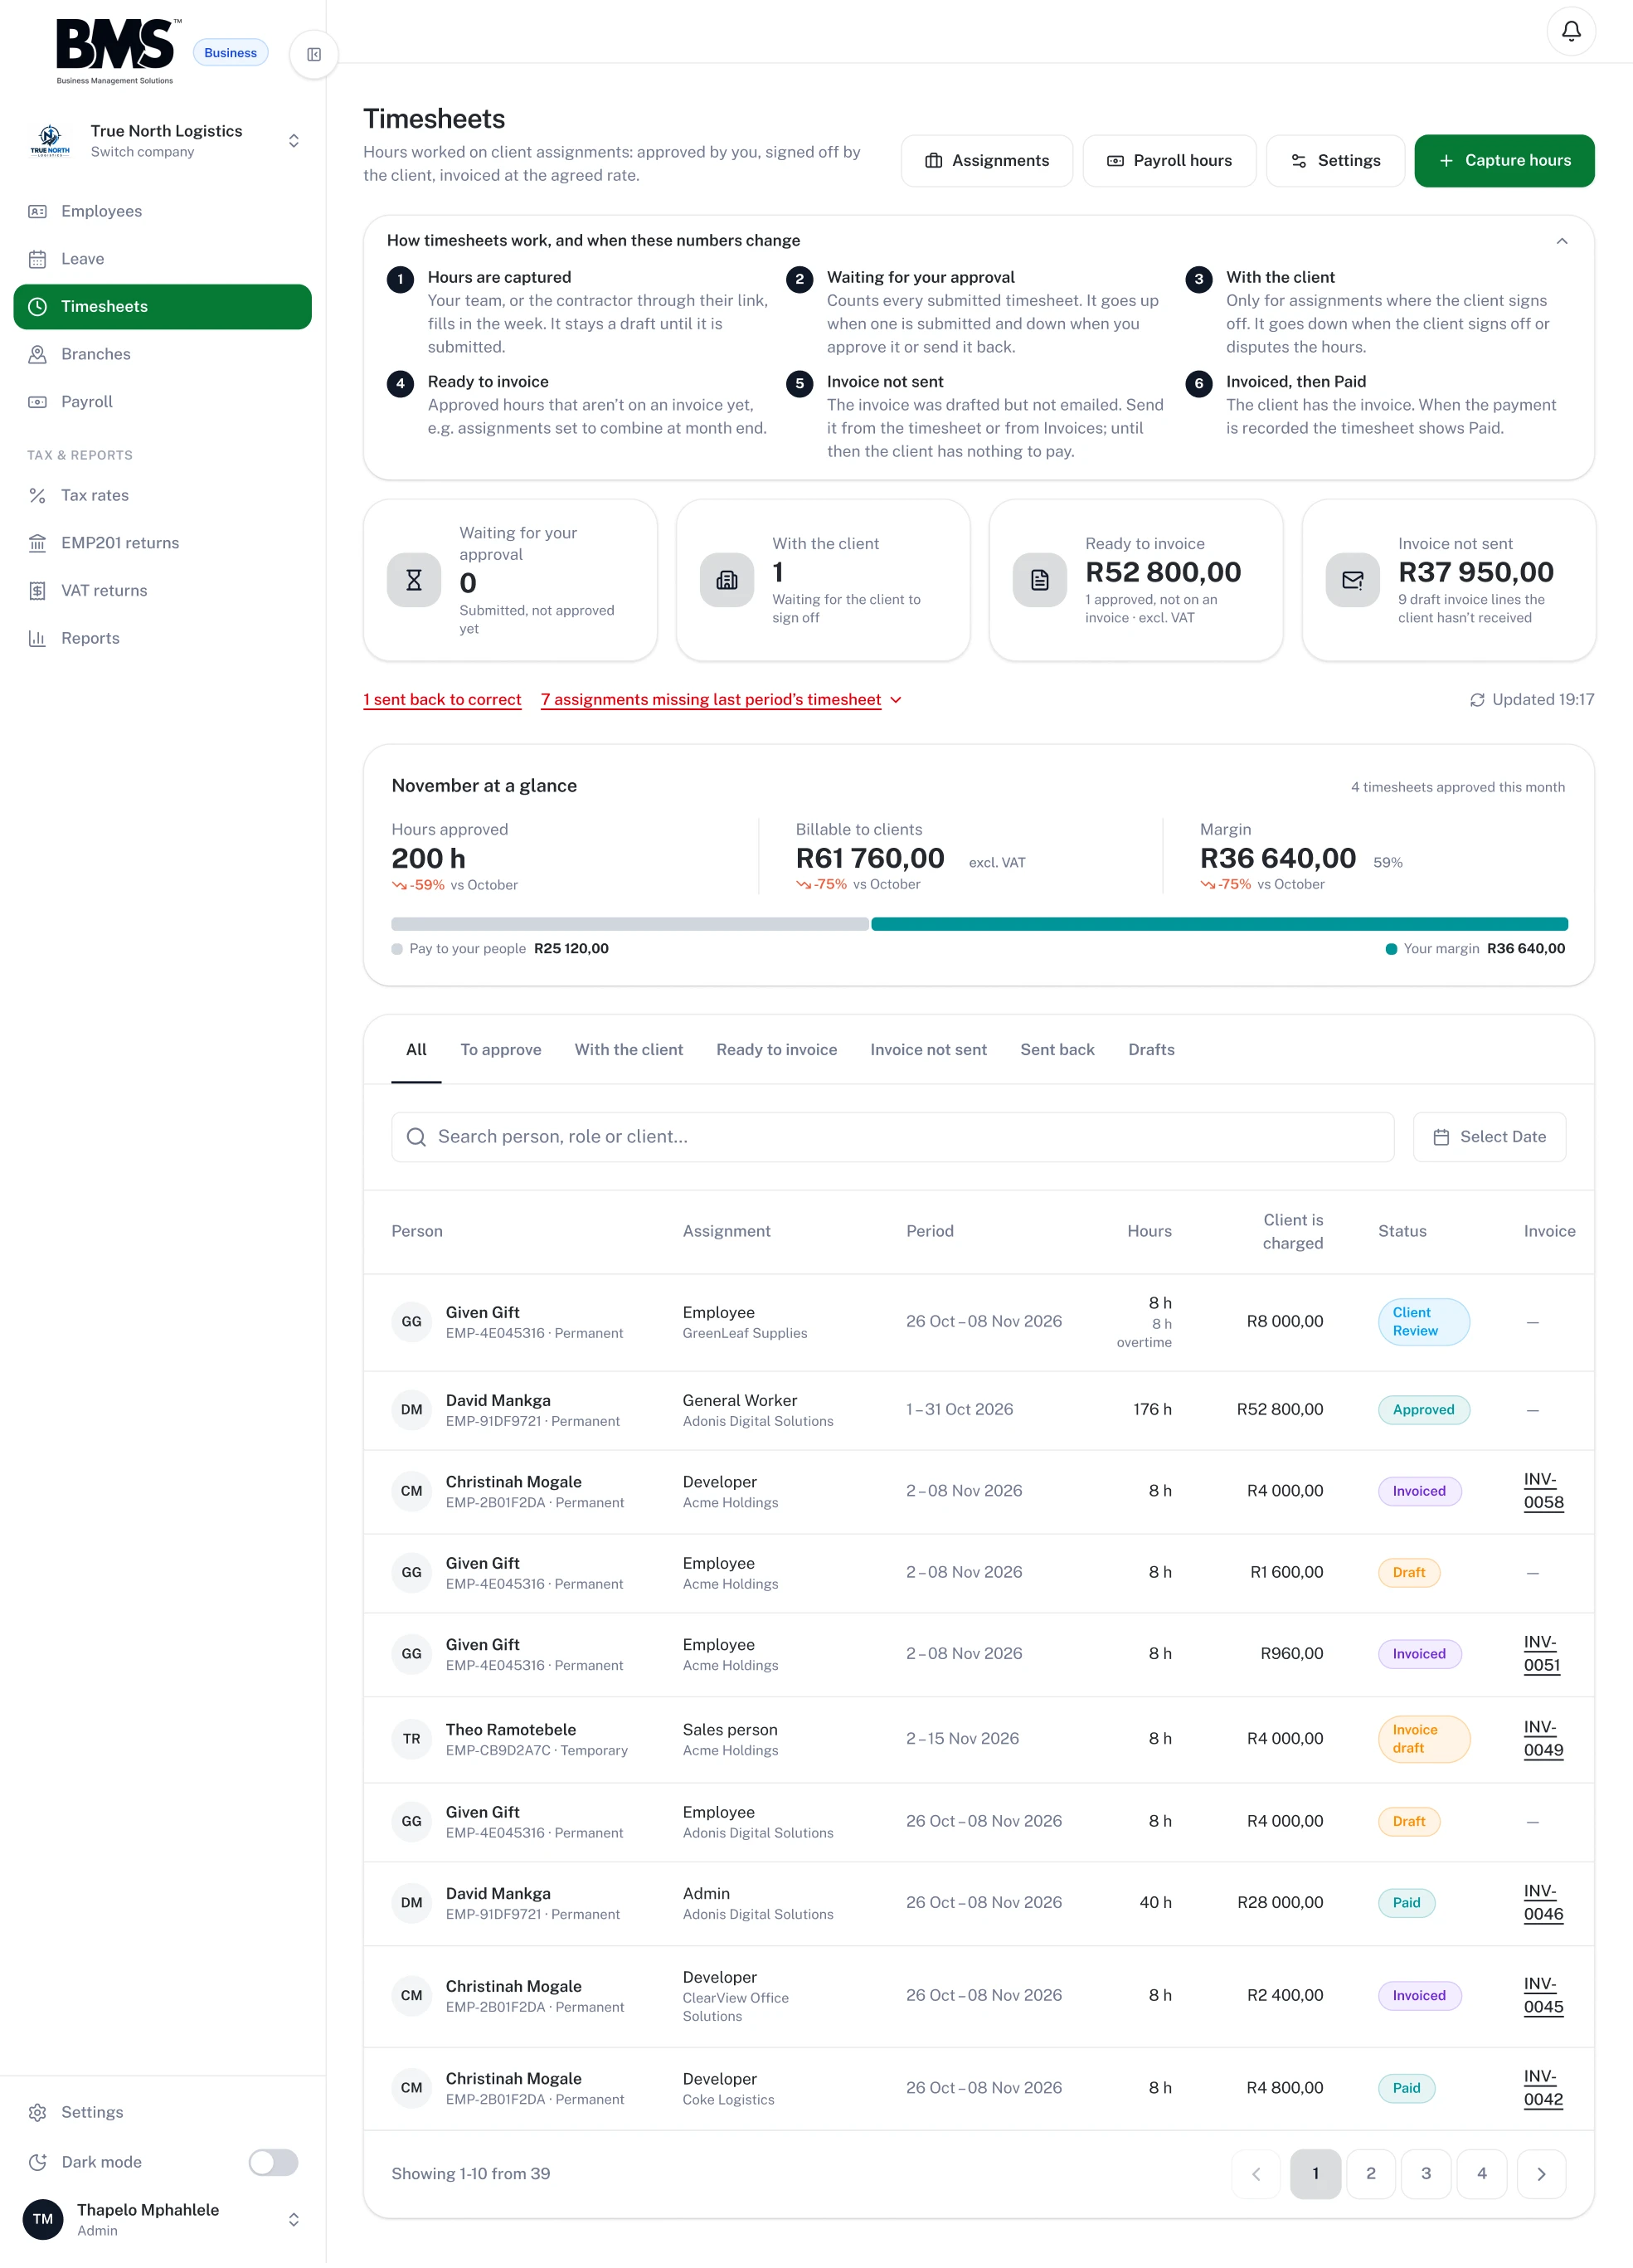 BMS™
Business Management Solutions
Business
True North Logistics
Switch company
TRUE NORTH
LOGISTICS
Employees
Leave
Timesheets
Branches
Payroll
TAX & REPORTS
Tax rates
EMP201 returns
VAT returns
Reports
Settings
Dark mode
TM
Thapelo Mphahlele
Admin
Timesheets
Hours worked on client assignments: approved by you, signed off by
the client, invoiced at the agreed rate.
Assignments
Payroll hours
Settings
Capture hours
How timesheets work, and when these numbers change
1 Hours are captured
Your team, or the contractor through their link,
fills in the week. It stays a draft until it is
submitted.
2 Waiting for your approval
Counts every submitted timesheet. It goes up
when one is submitted and down when you
approve it or send it back.
3 With the client
Only for assignments where the client signs
off. It goes down when the client signs off or
disputes the hours.
4 Ready to invoice
Approved hours that aren’t on an invoice yet,
e.g. assignments set to combine at month end.
5 Invoice not sent
The invoice was drafted but not emailed. Send
it from the timesheet or from Invoices; until
then the client has nothing to pay.
6 Invoiced, then Paid
The client has the invoice. When the payment
is recorded the timesheet shows Paid.
Waiting for your
approval
0
Submitted, not approved
yet
With the client
1
Waiting for the client to
sign off
Ready to invoice
R52 800,00
1 approved, not on an
invoice · excl. VAT
Invoice not sent
R37 950,00
9 draft invoice lines the
client hasn’t received
1 sent back to correct
7 assignments missing last period’s timesheet
Updated 19:17
November at a glance
4 timesheets approved this month
Hours approved
200 h
-59% vs October
Billable to clients
R61 760,00 excl. VAT
-75% vs October
Margin
R36 640,00 59%
-75% vs October
Pay to your people R25 120,00
Your margin R36 640,00
All To approve With the client Ready to invoice Invoice not sent Sent back Drafts
Search person, role or client...
Select Date
Person Assignment Period Hours Client is
charged Status Invoice
GG
Given Gift
EMP-4E045316 · Permanent
Employee
GreenLeaf Supplies
26 Oct – 08 Nov 2026
8 h
8 h
overtime
R8 000,00
Client
Review
—
DM
David Mankga
EMP-91DF9721 · Permanent
General Worker
Adonis Digital Solutions
1 – 31 Oct 2026
176 h
R52 800,00
Approved
—
CM
Christinah Mogale
EMP-2B01F2DA · Permanent
Developer
Acme Holdings
2 – 08 Nov 2026
8 h
R4 000,00
Invoiced
INV-
0058
GG
Given Gift
EMP-4E045316 · Permanent
Employee
Acme Holdings
2 – 08 Nov 2026
8 h
R1 600,00
Draft
—
GG
Given Gift
EMP-4E045316 · Permanent
Employee
Acme Holdings
2 – 08 Nov 2026
8 h
R960,00
Invoiced
INV-
0051
TR
Theo Ramotebele
EMP-CB9D2A7C · Temporary
Sales person
Acme Holdings
2 – 15 Nov 2026
8 h
R4 000,00
Invoice
draft
INV-
0049
GG
Given Gift
EMP-4E045316 · Permanent
Employee
Adonis Digital Solutions
26 Oct – 08 Nov 2026
8 h
R4 000,00
Draft
—
DM
David Mankga
EMP-91DF9721 · Permanent
Admin
Adonis Digital Solutions
26 Oct – 08 Nov 2026
40 h
R28 000,00
Paid
INV-
0046
CM
Christinah Mogale
EMP-2B01F2DA · Permanent
Developer
ClearView Office
Solutions
26 Oct – 08 Nov 2026
8 h
R2 400,00
Invoiced
INV-
0045
CM
Christinah Mogale
EMP-2B01F2DA · Permanent
Developer
Coke Logistics
26 Oct – 08 Nov 2026
8 h
R4 800,00
Paid
INV-
0042
Showing 1-10 from 39
1 2 3 4